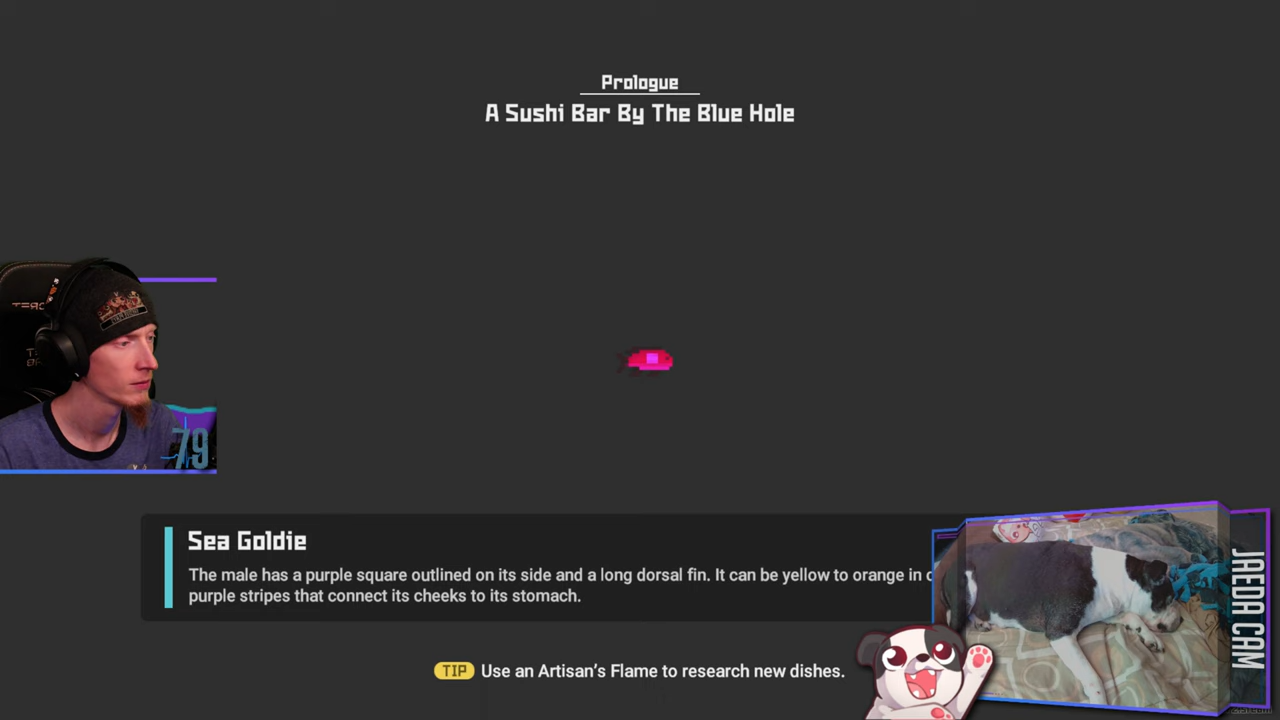 Prologue
A Sushi Bar By The Blue Hole
79
Sea Goldie
The male has a purple square outlined on its side and a long dorsal fin. It can be yellow to orange in
purple stripes that connect its cheeks to its stomach.
JAEDA CAM
TIP Use an Artisan's Flame to research new dishes.